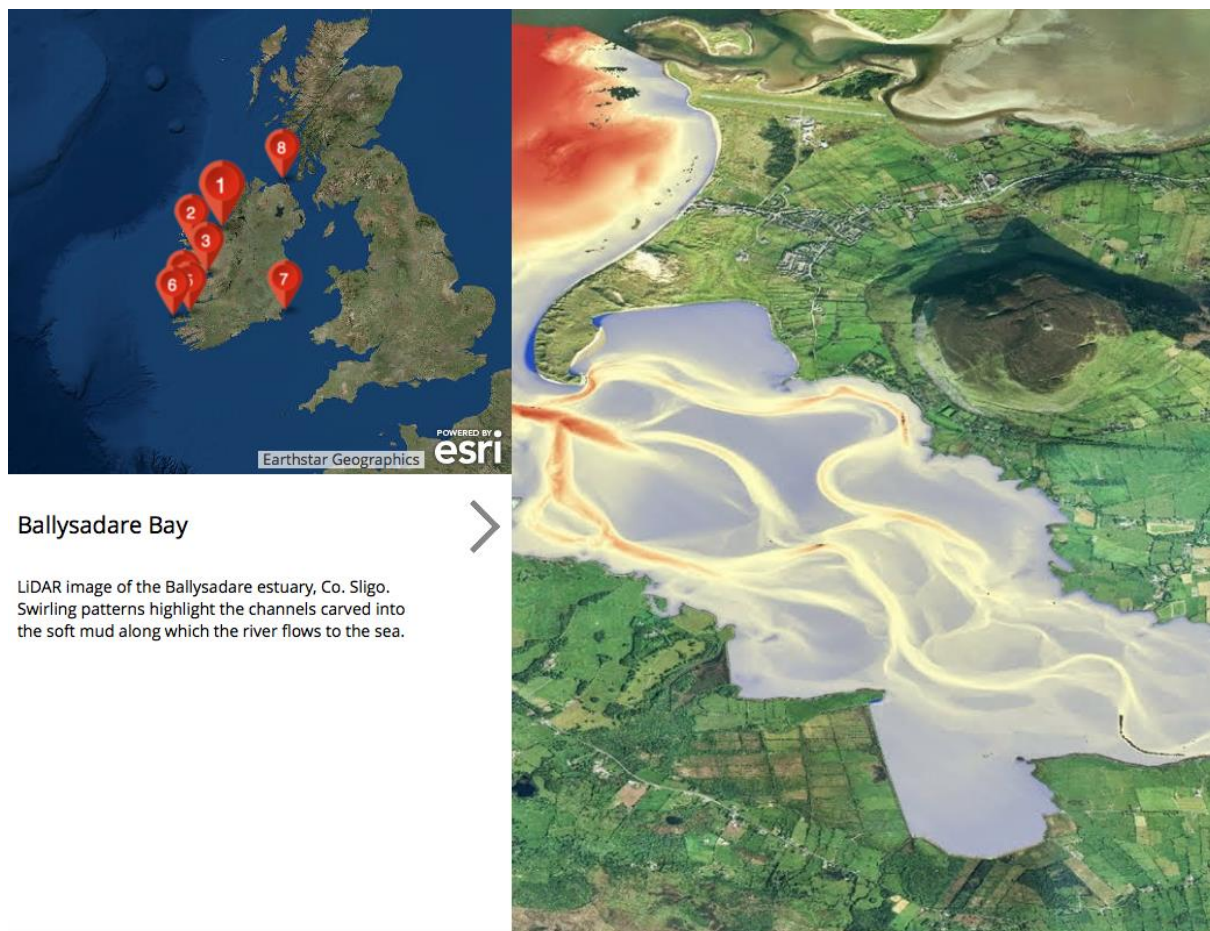 8
1
2
3
5
6
7
POWERED BY
esri
Earthstar Geographics
Ballysadare Bay
LiDAR image of the Ballysadare estuary, Co. Sligo.
Swirling patterns highlight the channels carved into
the soft mud along which the river flows to the sea.